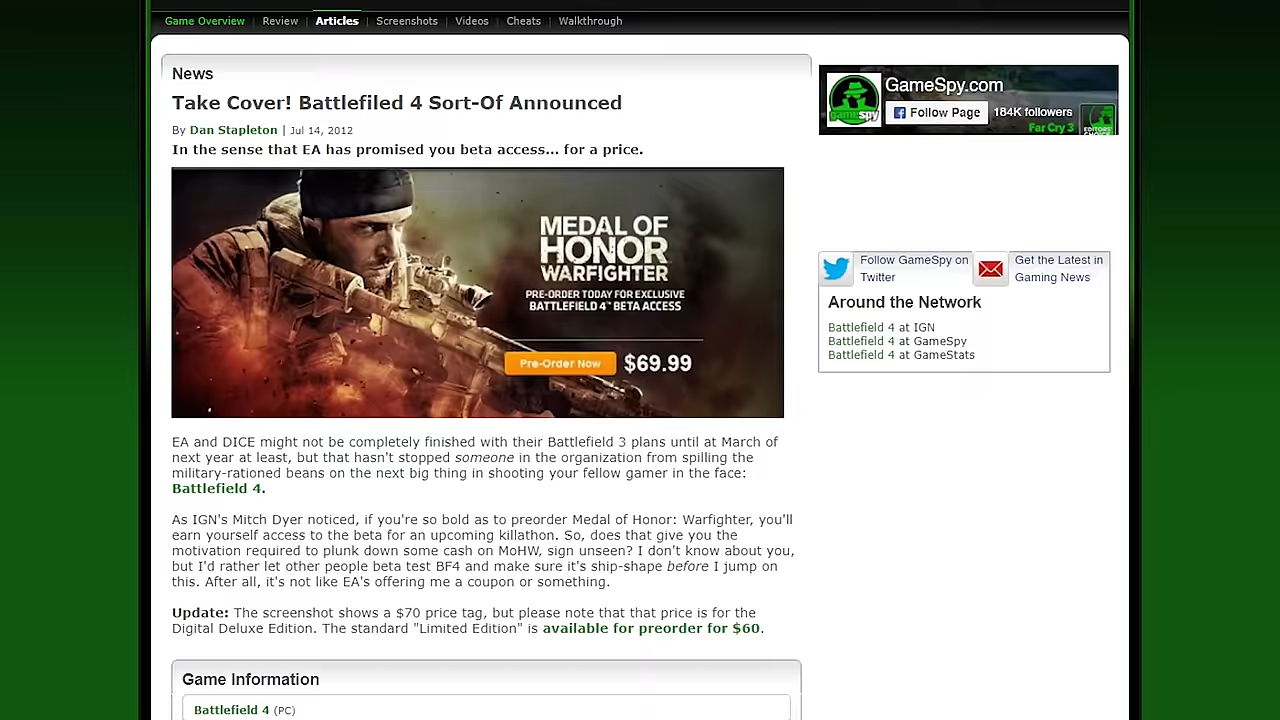 Game Overview | Review | Articles | Screenshots | Videos | Cheats | Walkthrough
News
Take Cover! Battlefiled 4 Sort-Of Announced
By Dan Stapleton | Jul 14, 2012
In the sense that EA has promised you beta access... for a price.
MEDAL OF
HONOR
WARFIGHTER
PRE-ORDER TODAY FOR EXCLUSIVE
BATTLEFIELD 4™ BETA ACCESS
Pre-Order Now $69.99
EA and DICE might not be completely finished with their Battlefield 3 plans until at March of
next year at least, but that hasn't stopped someone in the organization from spilling the
military-rationed beans on the next big thing in shooting your fellow gamer in the face:
Battlefield 4.
As IGN's Mitch Dyer noticed, if you're so bold as to preorder Medal of Honor: Warfighter, you'll
earn yourself access to the beta for an upcoming killathon. So, does that give you the
motivation required to plunk down some cash on MoHW, sign unseen? I don't know about you,
but I'd rather let other people beta test BF4 and make sure it's ship-shape before I jump on
this. After all, it's not like EA's offering me a coupon or something.
Update: The screenshot shows a $70 price tag, but please note that that price is for the
Digital Deluxe Edition. The standard "Limited Edition" is available for preorder for $60.
Game Information
Battlefield 4 (PC)
GameSpy.com
gamespy
Follow Page 184K followers
Far Cry 3
EDITORS'
CHOICE
Follow GameSpy on
Twitter
Get the Latest in
Gaming News
Around the Network
Battlefield 4 at IGN
Battlefield 4 at GameSpy
Battlefield 4 at GameStats